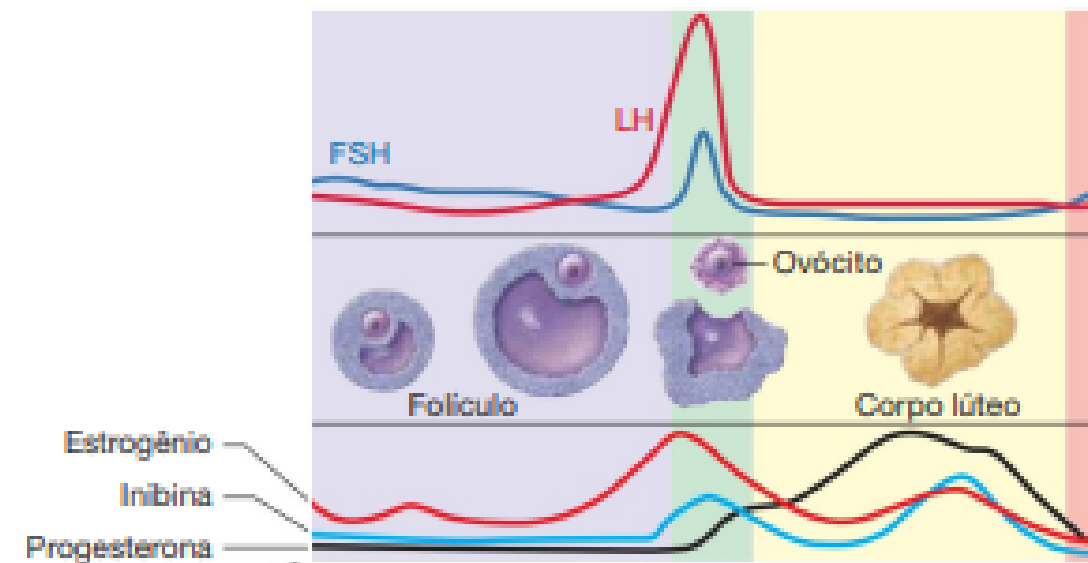 LH
FSH
Ovócito
Folículo
Corpo lúteo
Estrogênio
Inibina
Progesterona